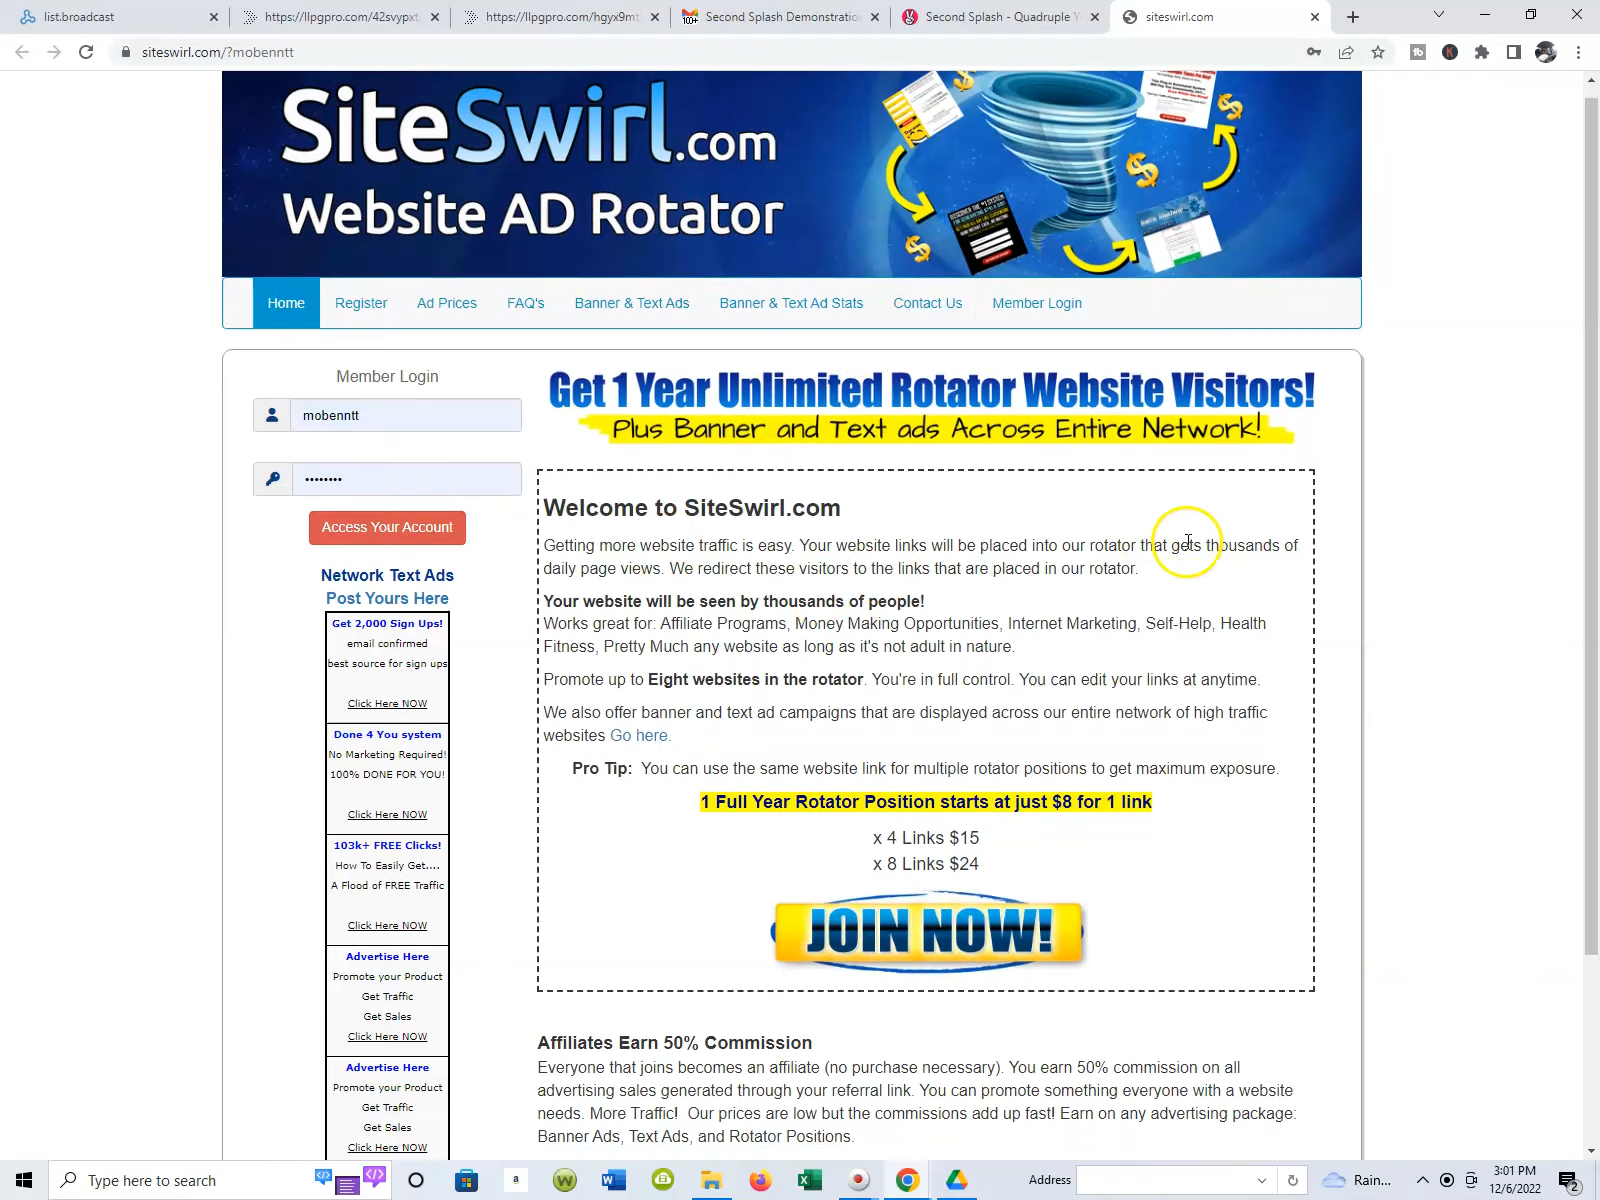 list.broadcast
https://llpgpro.com/42svypxt
https://llpgpro.com/hgyx9mt
Second Splash Demonstratio
Second Splash - Quadruple Y
siteswirl.com
siteswirl.com/?mobenntt
SiteSwirl.com
Website AD Rotator
Home
Register
Ad Prices
FAQ's
Banner & Text Ads
Banner & Text Ad Stats
Contact Us
Member Login
Member Login
mobenntt
••••••••
Access Your Account
Network Text Ads
Post Yours Here
Get 2,000 Sign Ups!
email confirmed
best source for sign ups
Click Here NOW
Done 4 You system
No Marketing Required!
100% DONE FOR YOU!
Click Here NOW
103k+ FREE Clicks!
How To Easily Get....
A Flood of FREE Traffic
Click Here NOW
Advertise Here
Promote your Product
Get Traffic
Get Sales
Click Here NOW
Advertise Here
Promote your Product
Get Traffic
Get Sales
Click Here NOW
Get 1 Year Unlimited Rotator Website Visitors!
Plus Banner and Text ads Across Entire Network!
Welcome to SiteSwirl.com
Getting more website traffic is easy. Your website links will be placed into our rotator that gets thousands of
daily page views. We redirect these visitors to the links that are placed in our rotator.
Your website will be seen by thousands of people!
Works great for: Affiliate Programs, Money Making Opportunities, Internet Marketing, Self-Help, Health
Fitness, Pretty Much any website as long as it's not adult in nature.
Promote up to Eight websites in the rotator. You're in full control. You can edit your links at anytime.
We also offer banner and text ad campaigns that are displayed across our entire network of high traffic
websites Go here.
Pro Tip: You can use the same website link for multiple rotator positions to get maximum exposure.
1 Full Year Rotator Position starts at just $8 for 1 link
x 4 Links $15
x 8 Links $24
JOIN NOW!
Affiliates Earn 50% Commission
Everyone that joins becomes an affiliate (no purchase necessary). You earn 50% commission on all
advertising sales generated through your referral link. You can promote something everyone with a website
needs. More Traffic! Our prices are low but the commissions add up fast! Earn on any advertising package:
Banner Ads, Text Ads, and Rotator Positions.
Type here to search
Address
Rain...
3:01 PM
12/6/2022
2